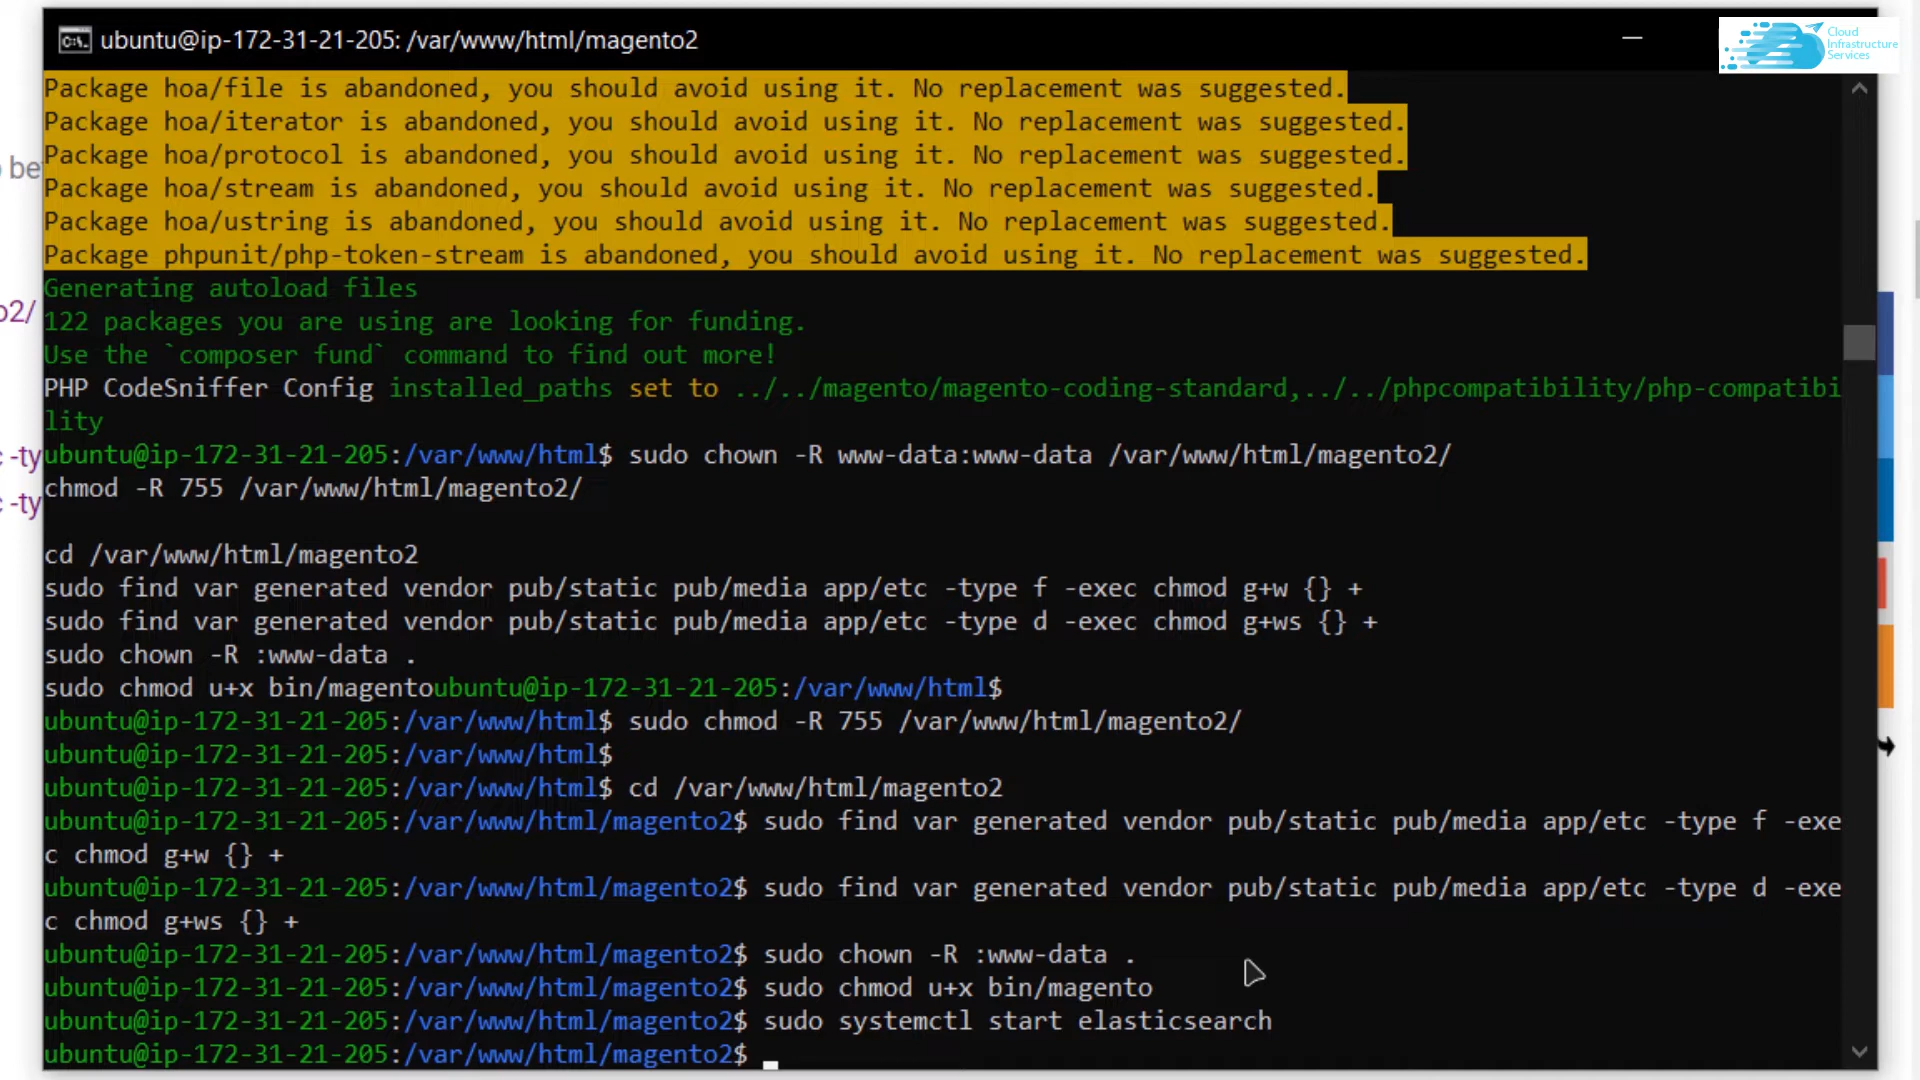 ubuntu@ip-172-31-21-205: /var/www/html/magento2
Cloud
Infrastructure
Services
Package hoa/file is abandoned, you should avoid using it. No replacement was suggested.
Package hoa/iterator is abandoned, you should avoid using it. No replacement was suggested.
Package hoa/protocol is abandoned, you should avoid using it. No replacement was suggested.
Package hoa/stream is abandoned, you should avoid using it. No replacement was suggested.
Package hoa/ustring is abandoned, you should avoid using it. No replacement was suggested.
Package phpunit/php-token-stream is abandoned, you should avoid using it. No replacement was suggested.
Generating autoload files
122 packages you are using are looking for funding.
Use the `composer fund` command to find out more!
PHP CodeSniffer Config installed_paths set to ../../magento/magento-coding-standard,../../phpcompatibility/php-compatibi
lity
ubuntu@ip-172-31-21-205:/var/www/html$ sudo chown -R www-data:www-data /var/www/html/magento2/
chmod -R 755 /var/www/html/magento2/
cd /var/www/html/magento2
sudo find var generated vendor pub/static pub/media app/etc -type f -exec chmod g+w {} +
sudo find var generated vendor pub/static pub/media app/etc -type d -exec chmod g+ws {} +
sudo chown -R :www-data .
sudo chmod u+x bin/magentoubuntu@ip-172-31-21-205:/var/www/html$
ubuntu@ip-172-31-21-205:/var/www/html$ sudo chmod -R 755 /var/www/html/magento2/
ubuntu@ip-172-31-21-205:/var/www/html$
ubuntu@ip-172-31-21-205:/var/www/html$ cd /var/www/html/magento2
ubuntu@ip-172-31-21-205:/var/www/html/magento2$ sudo find var generated vendor pub/static pub/media app/etc -type f -exe
c chmod g+w {} +
ubuntu@ip-172-31-21-205:/var/www/html/magento2$ sudo find var generated vendor pub/static pub/media app/etc -type d -exe
c chmod g+ws {} +
ubuntu@ip-172-31-21-205:/var/www/html/magento2$ sudo chown -R :www-data .
ubuntu@ip-172-31-21-205:/var/www/html/magento2$ sudo chmod u+x bin/magento
ubuntu@ip-172-31-21-205:/var/www/html/magento2$ sudo systemctl start elasticsearch
ubuntu@ip-172-31-21-205:/var/www/html/magento2$